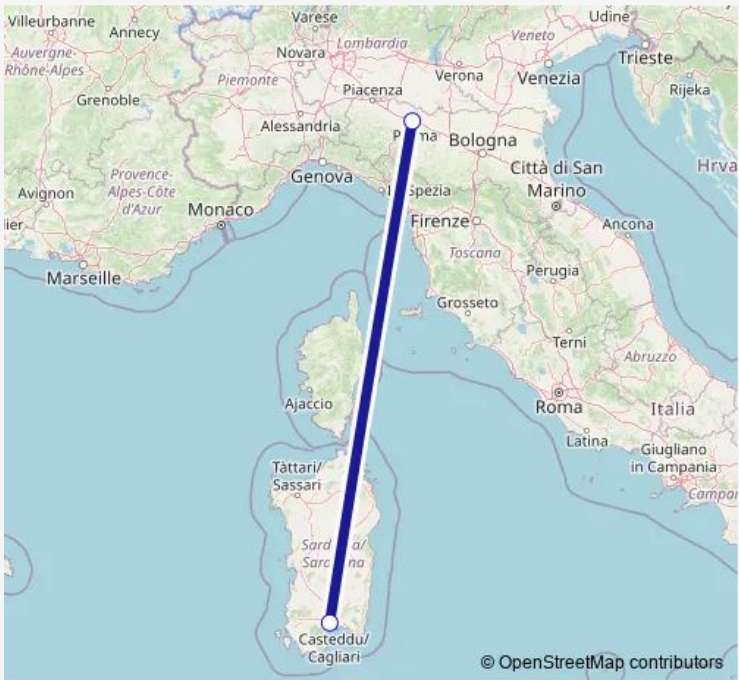 Villeurbanne
Annecy
Varese
Udine
Auvergne-
Rhône-Alpes
Novara
Lombardia
Veneto
Trieste
Grenoble
Piemonte
Piacenza
Verona
Venezia
Rijeka
Alessandria
Bologna
Genova
Provence-
Alpes-Côte
d'Azur
Città di San
Marino
Hrva
Avignon
Monaco
Spezia
lier
Firenze
Ancona
Marseille
Toscana
Perugia
Grosseto
Terni
Abruzzo
Ajaccio
Roma
Italia
Latina
Giugliano
in Campania
Tàttari/
Sassari
Campan
Casteddu/
Cagliari
© OpenStreetMap contributors